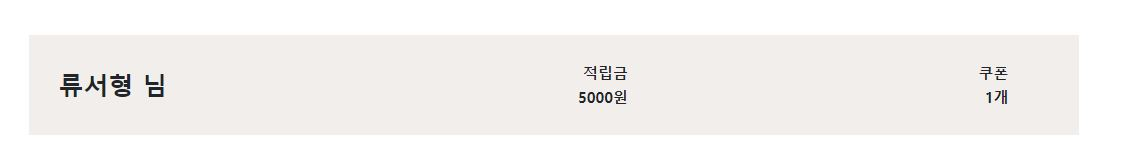 류서형 님
적립금
5000원
쿠폰
1개